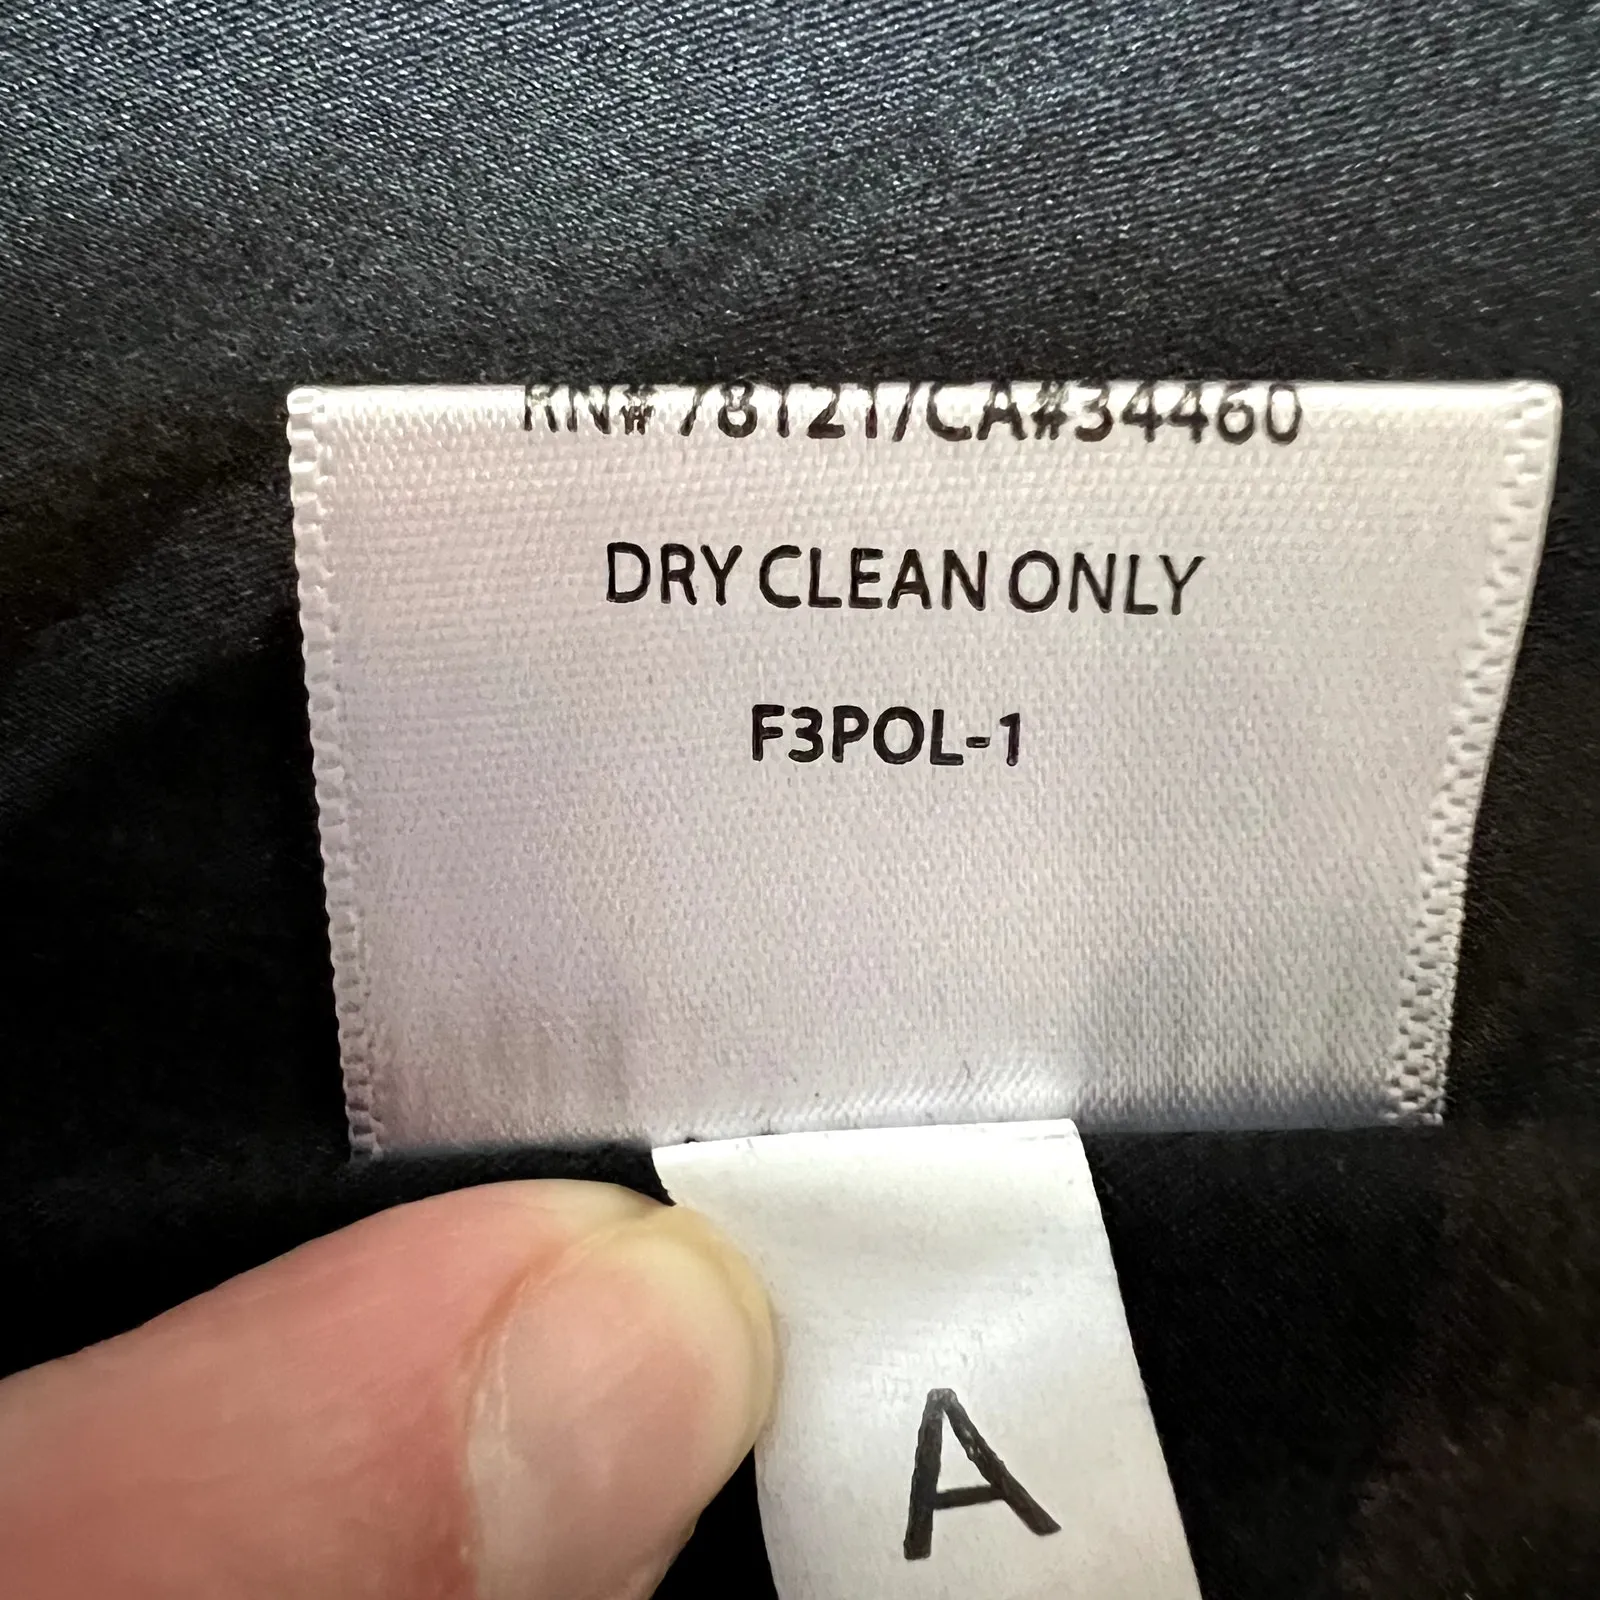 RN#78121/CA#34460
DRY CLEAN ONLY
F3POL-1
A